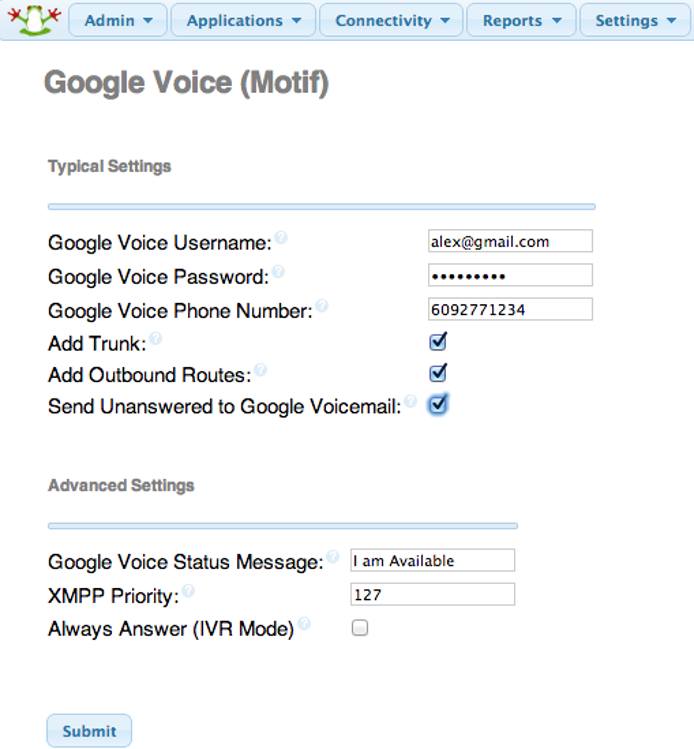 Admin Applications Connectivity Reports Settings
Google Voice (Motif)
Typical Settings
Google Voice Username: ? alex@gmail.com
Google Voice Password: ? •••••••••
Google Voice Phone Number: ? 6092771234
Add Trunk: ?
Add Outbound Routes: ?
Send Unanswered to Google Voicemail: ?
Advanced Settings
Google Voice Status Message: ? I am Available
XMPP Priority: ? 127
Always Answer (IVR Mode) ?
Submit